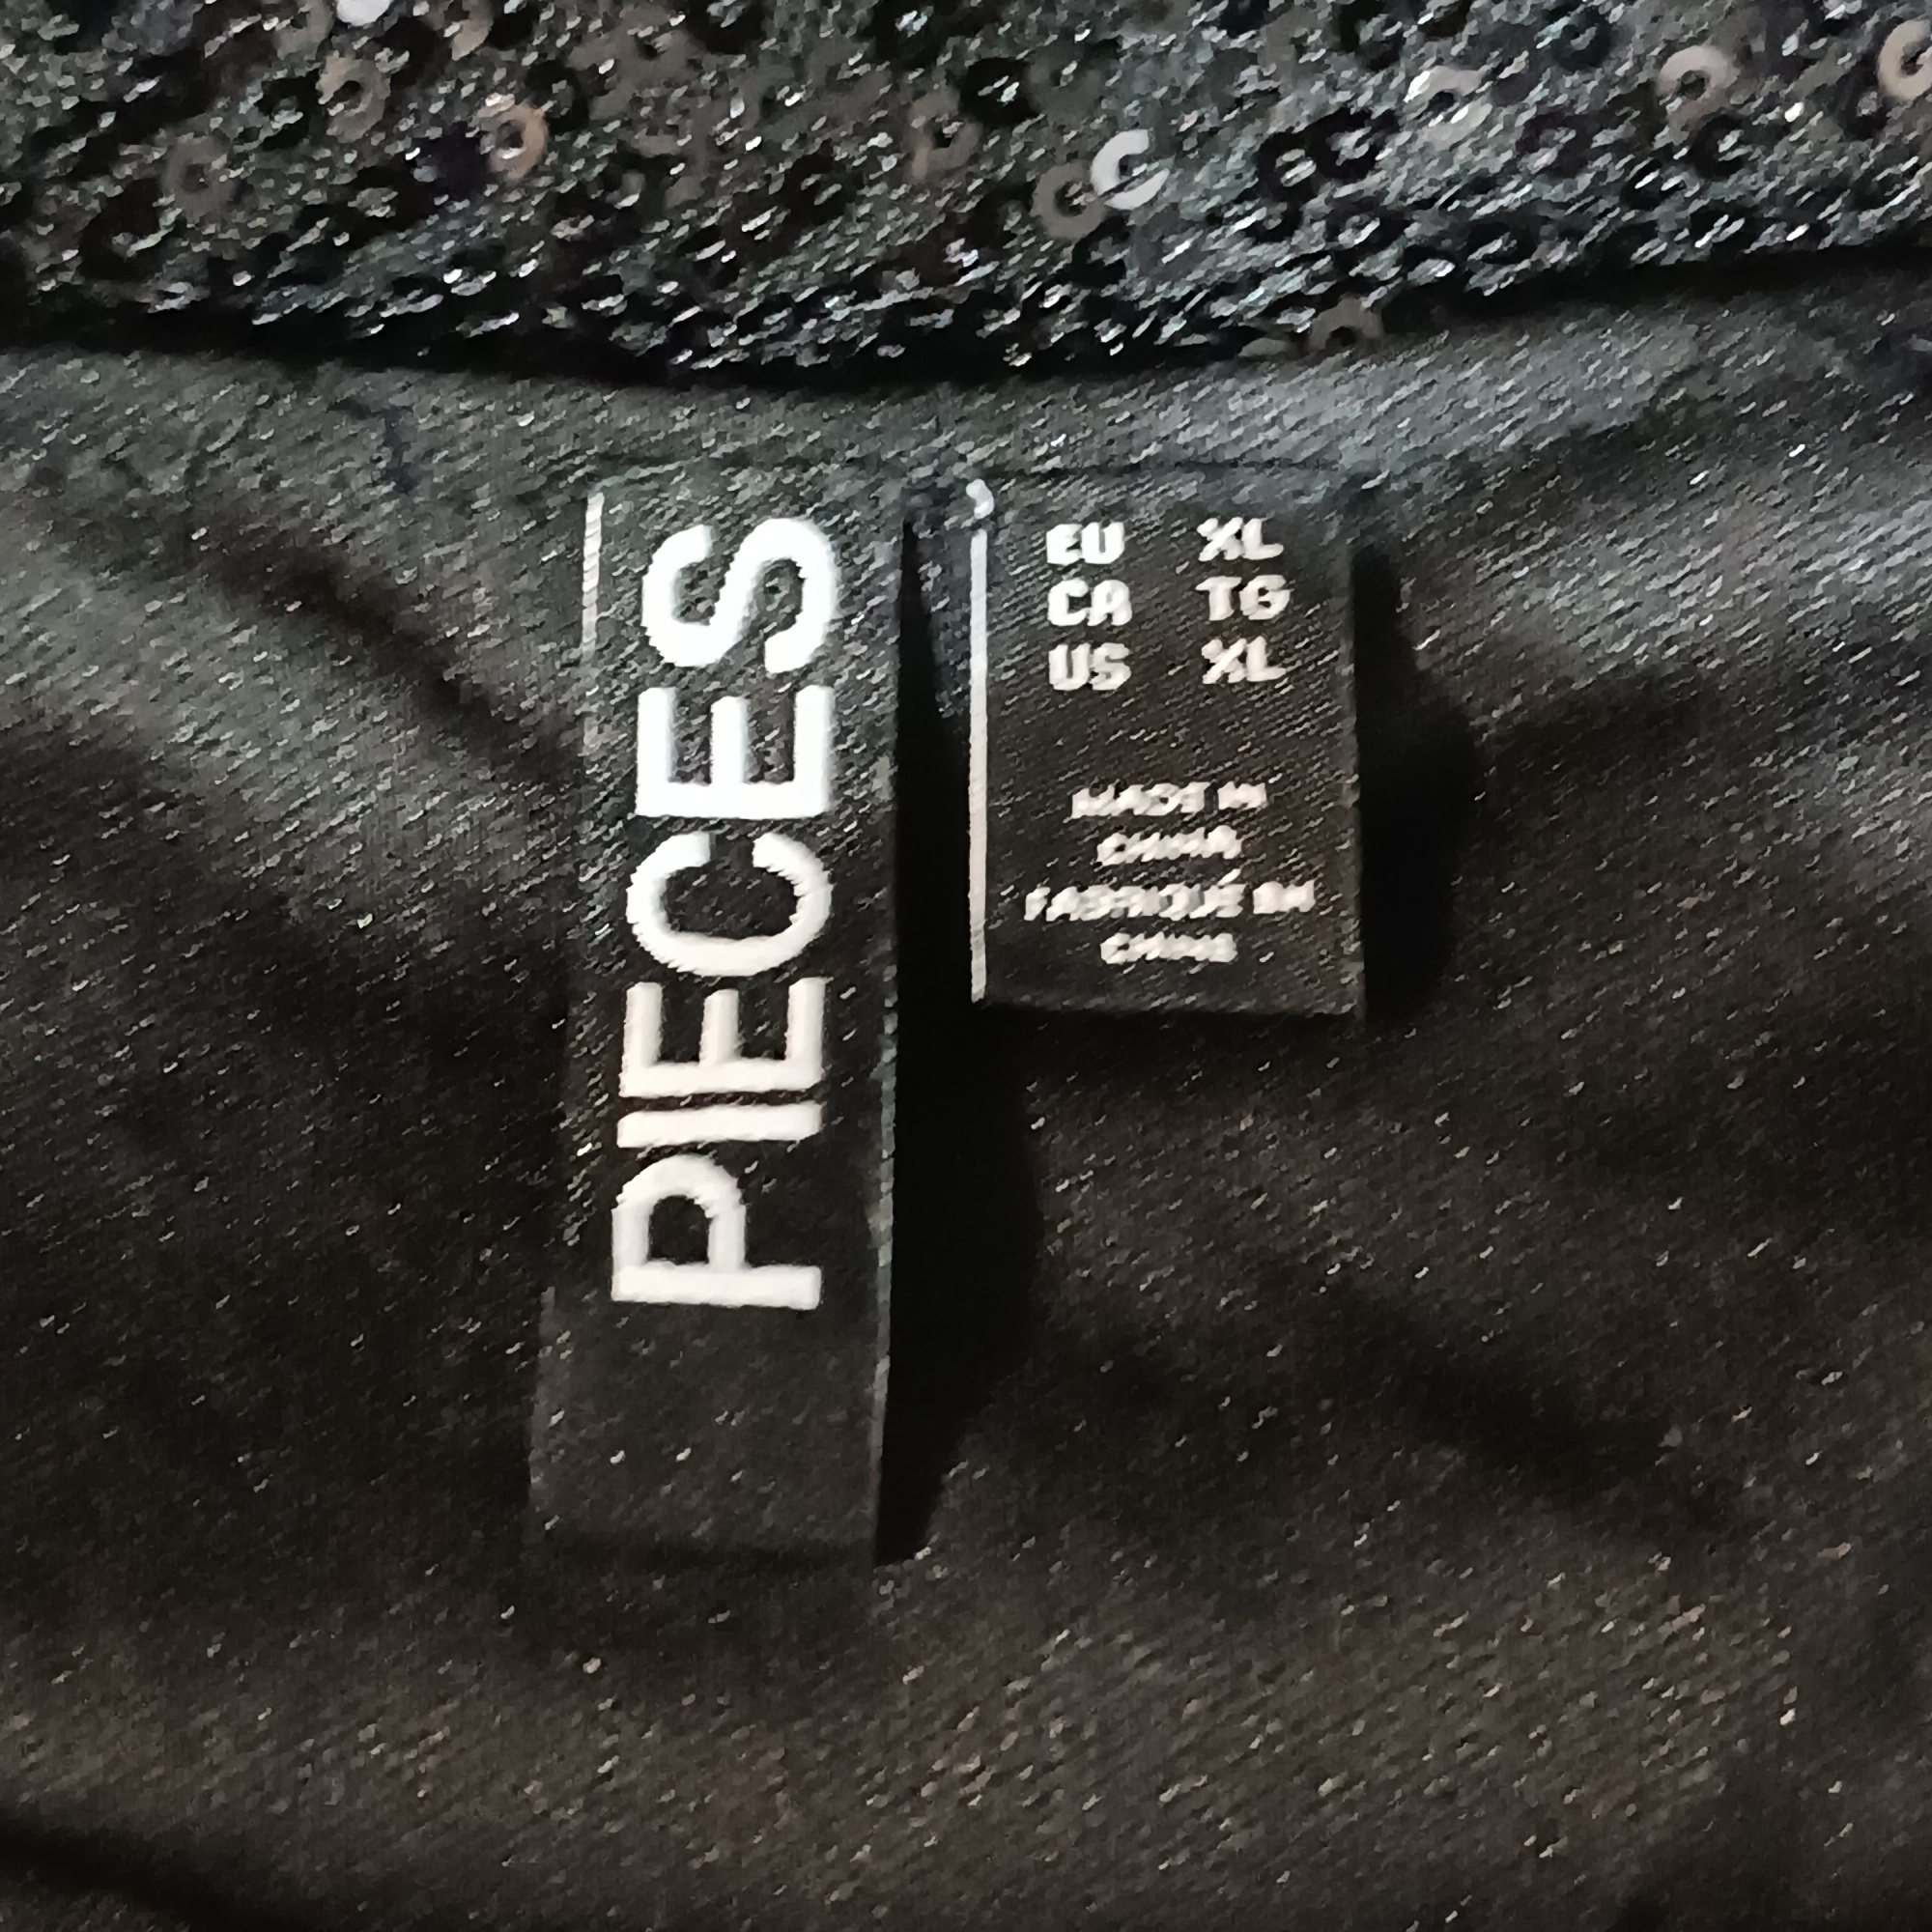 PIECES
EU XL
CA TG
US XL
MADE IN
CHINA
FABRIQUÉ EN
CHINE